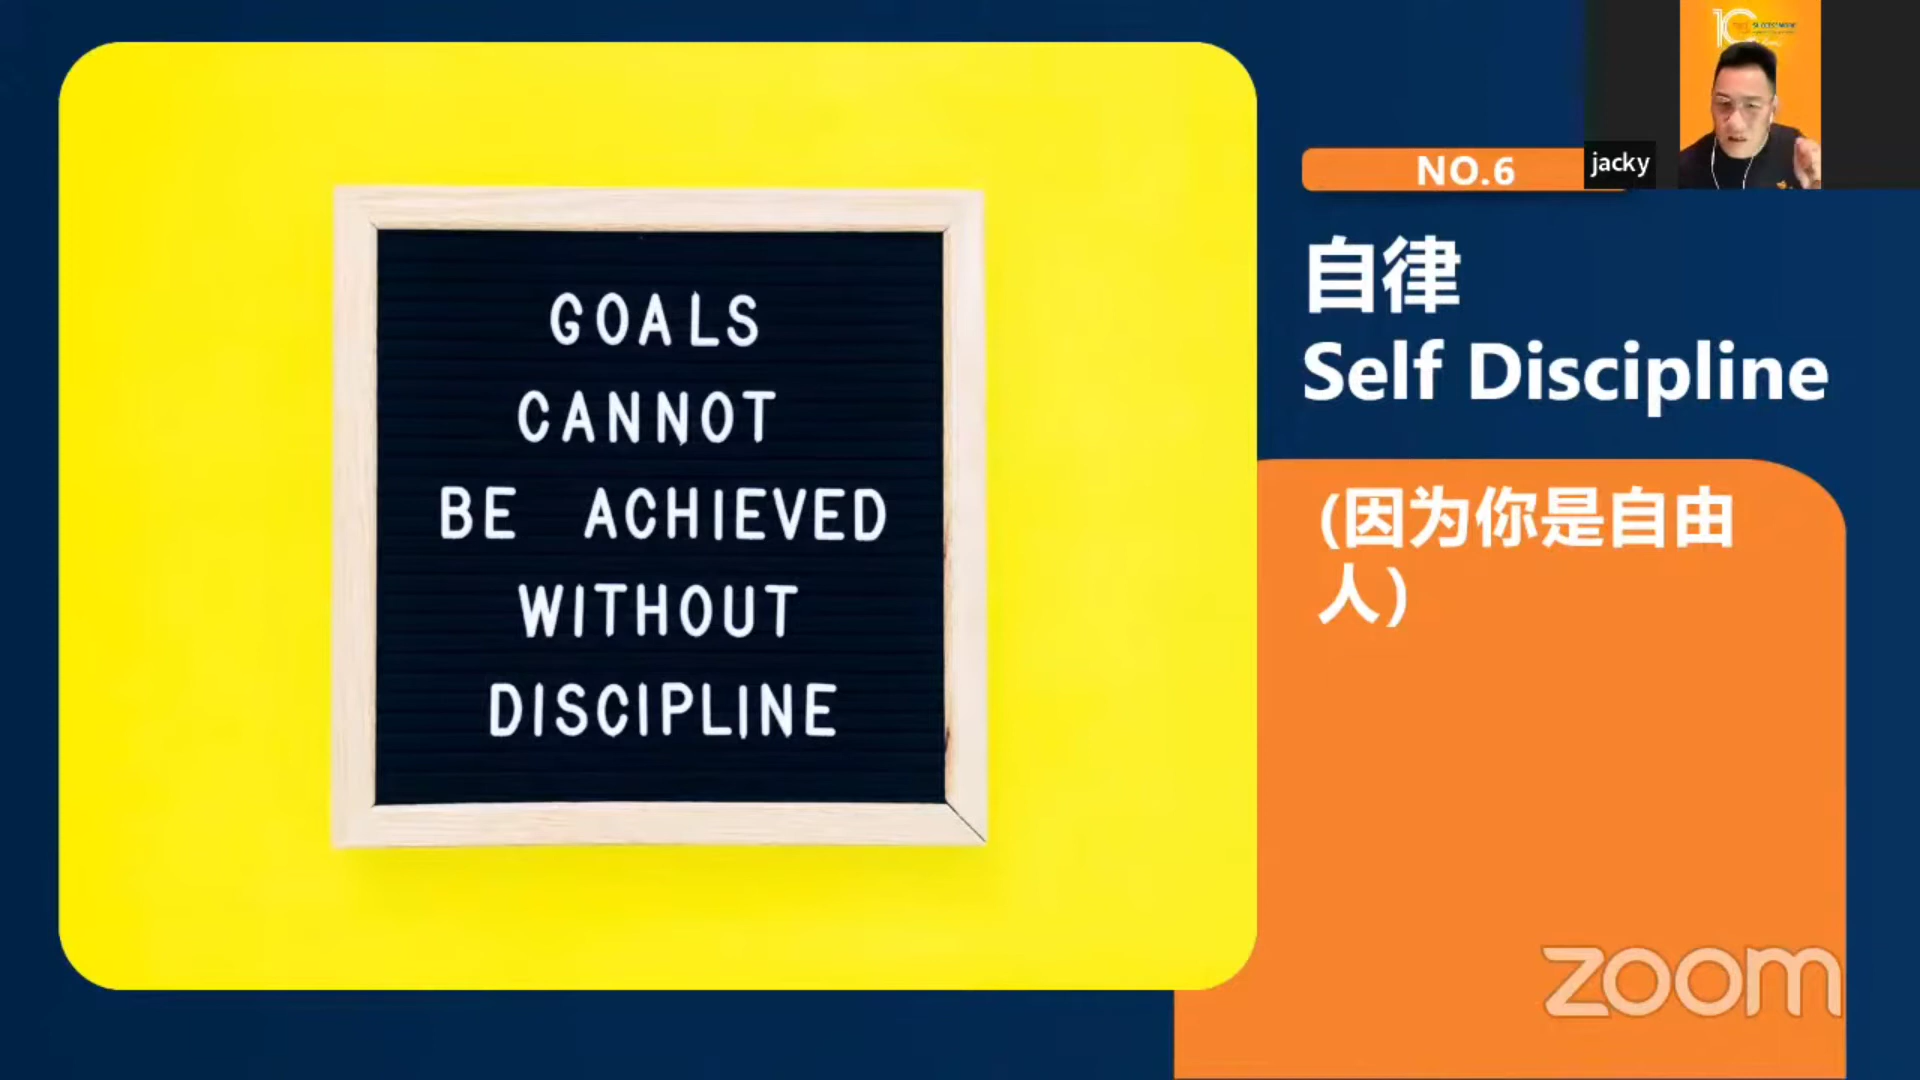 GOALS
CANNOT
BE ACHIEVED
WITHOUT
DISCIPLINE
NO.6
jacky
自律
Self Discipline
(因为你是自由
人)
zoom